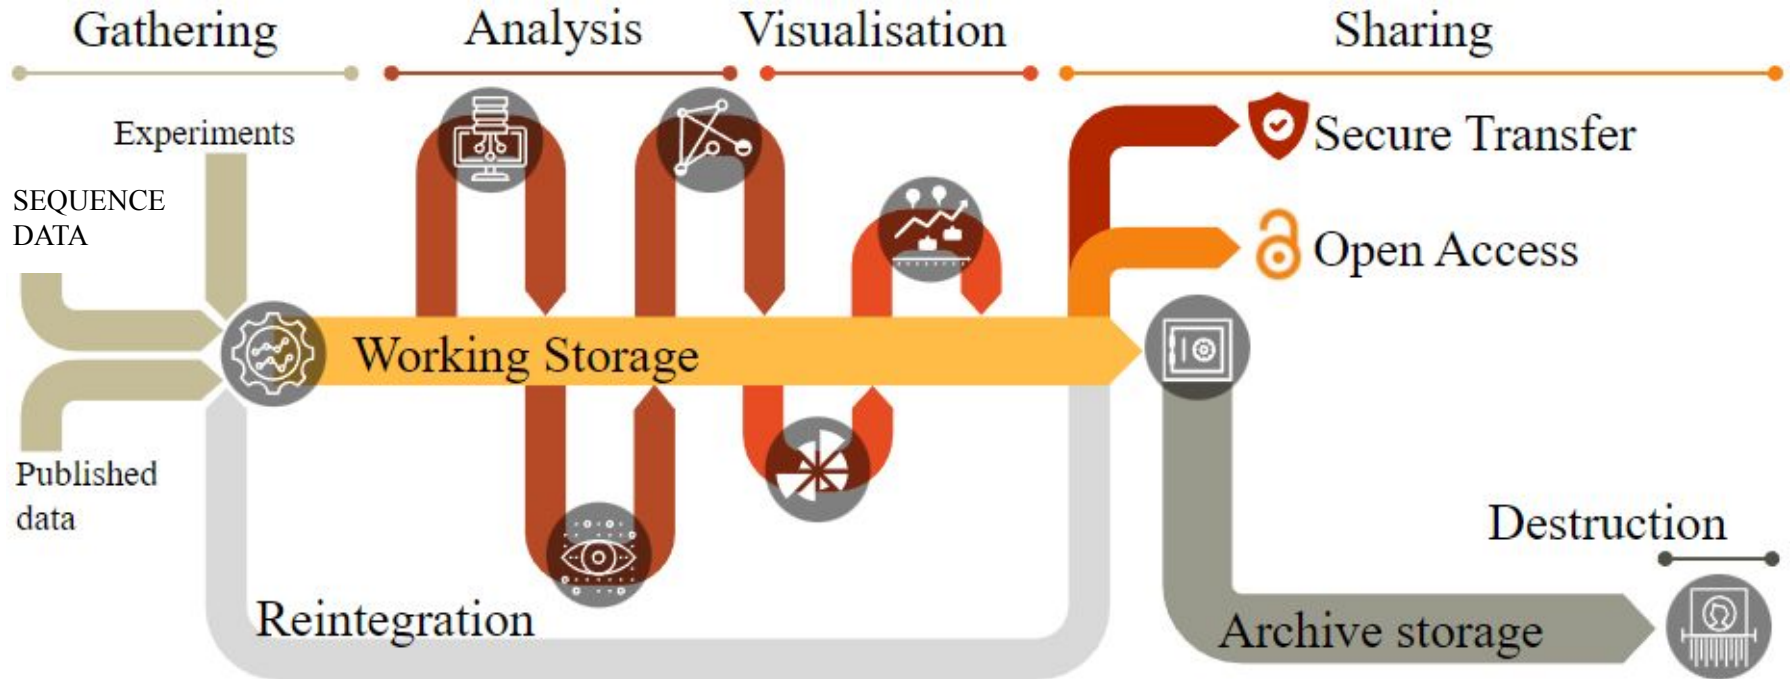 Gathering
Analysis
Visualisation
Sharing
Experiments
Secure Transfer
SEQUENCE
DATA
Open Access
Working Storage
Published
data
Destruction
Reintegration
Archive storage